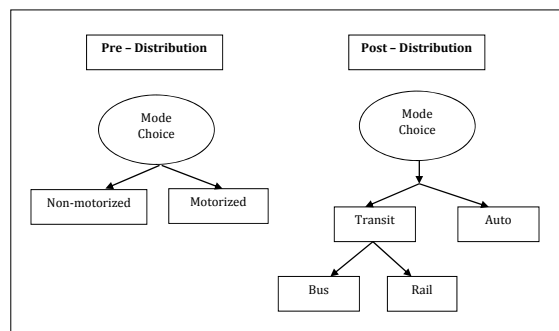 Pre – Distribution
Post – Distribution
Mode
Choice
Mode
Choice
Non-motorized
Motorized
Transit
Auto
Bus
Rail